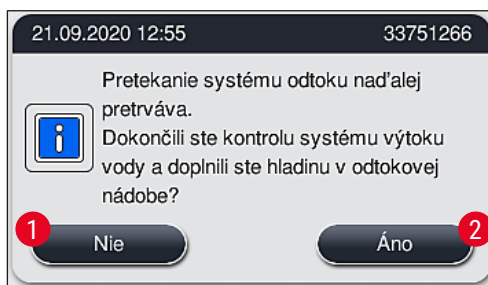 21.09.2020 12:55 33751266
Pretekanie systému odtoku naďalej
pretrváva.
Dokončili ste kontrolu systému výtoku
vody a doplnili ste hladinu v odtokovej
nádobe?
1 Nie Áno 2